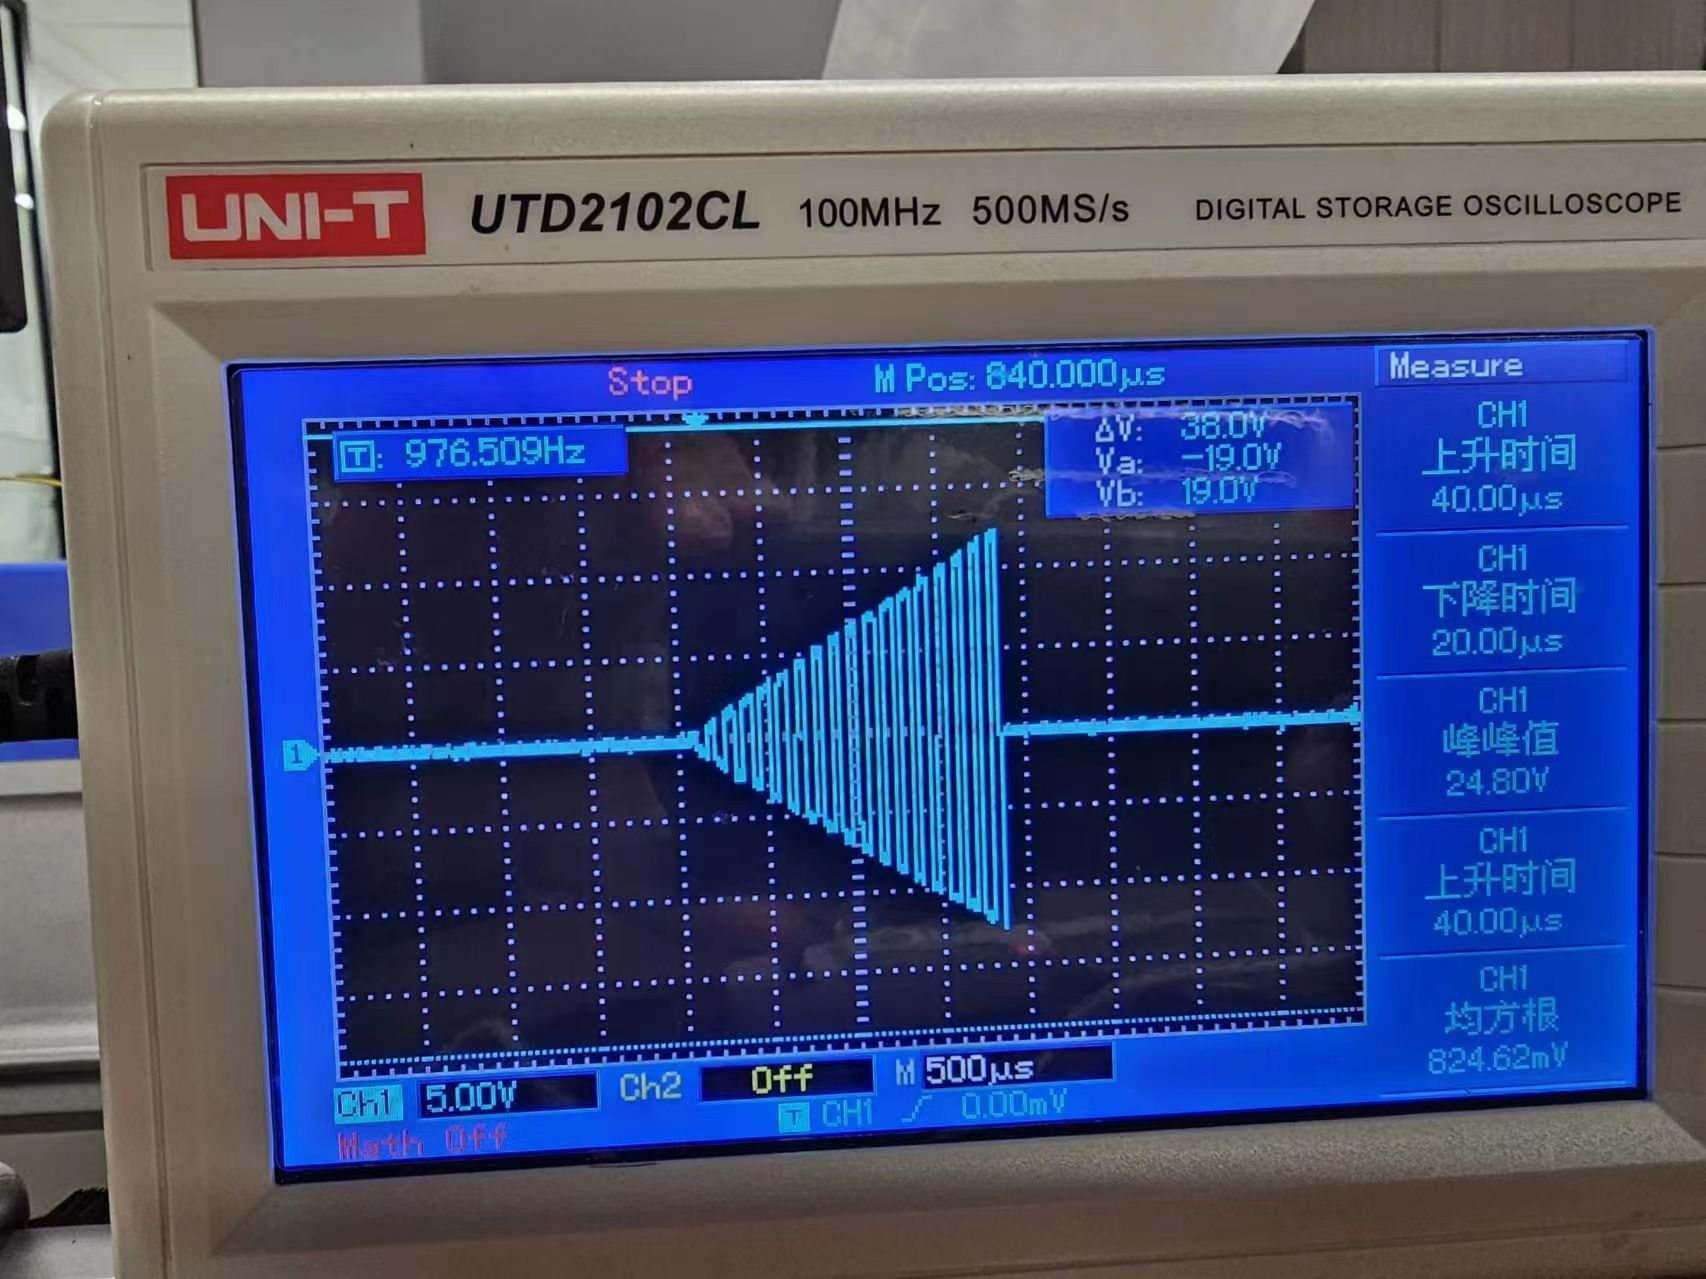 UNI-T UTD2102CL 100MHz 500MS/s DIGITAL STORAGE OSCILLOSCOPE
Stop M Pos: 840.000µs Measure
T: 976.509Hz
ΔV: 38.0V
Va: -19.0V
Vb: 19.0V
CH1
上升时间
40.00µs
CH1
下降时间
20.00µs
CH1
峰峰值
24.80V
CH1
上升时间
40.00µs
CH1
均方根
824.62mV
1
Ch1 5.00V Ch2 Off M 500µs
T CH1 0.00mV
Math Off